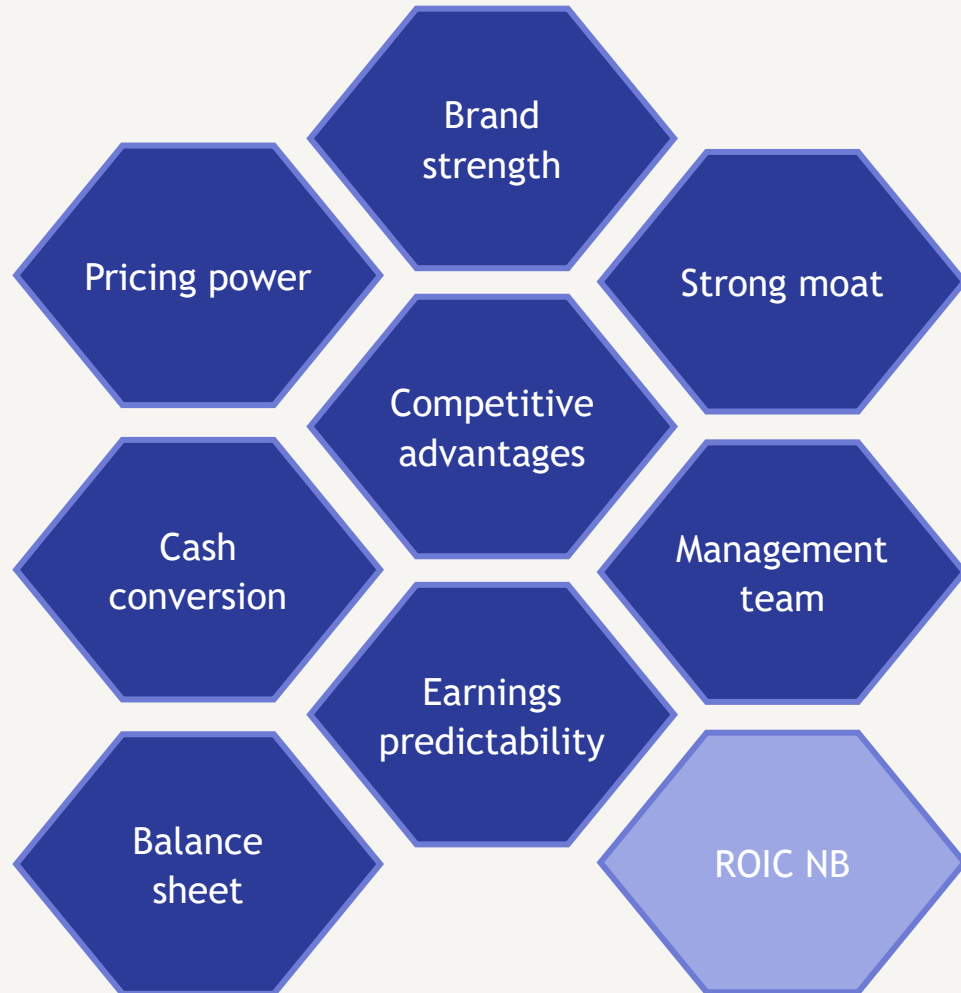 Brand
strength
Pricing power
Strong moat
Competitive
advantages
Cash
conversion
Management
team
Earnings
predictability
Balance
sheet
ROIC NB